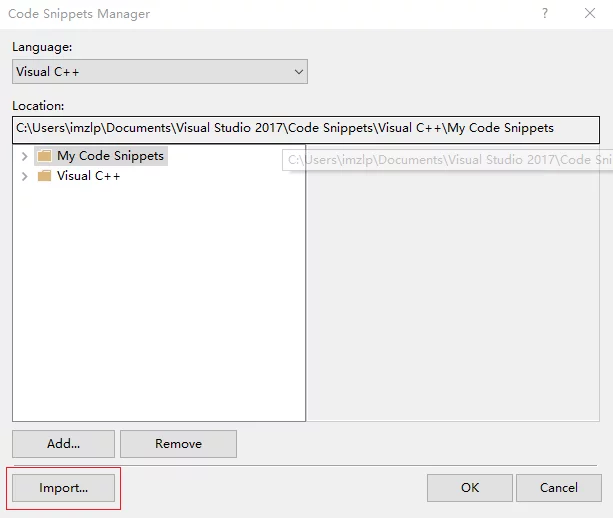 Code Snippets Manager ? ×
Language:
Visual C++
Location:
C:\Users\imzlp\Documents\Visual Studio 2017\Code Snippets\Visual C++\My Code Snippets
My Code Snippets
C:\Users\imzlp\Documents\Visual Studio 2017\Code Sni
Visual C++
Add... Remove
Import... OK Cancel